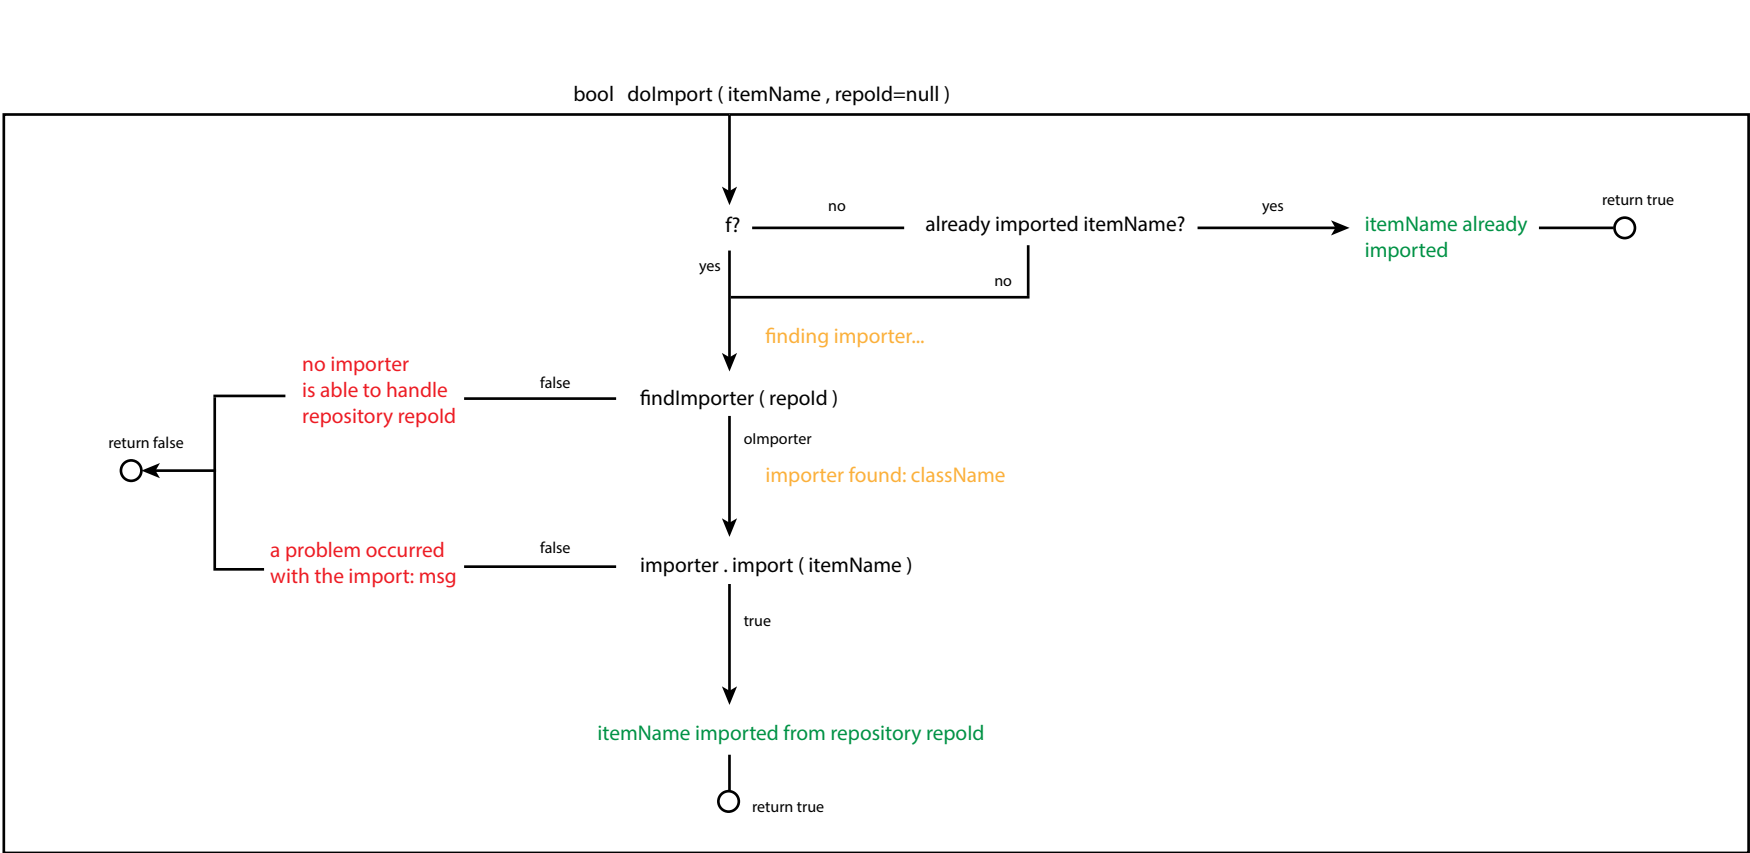 bool doImport ( itemName , repoId=null )
return true
no
yes
f?
already imported itemName?
itemName already
imported
yes
no
finding importer...
no importer
is able to handle
repository repoId
false
findImporter ( repoId )
return false
oImporter
importer found: className
a problem occurred
with the import: msg
false
importer . import ( itemName )
true
itemName imported from repository repoId
return true